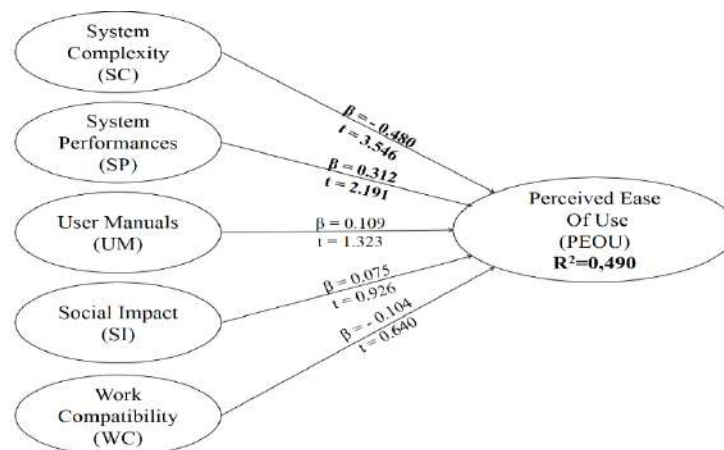 System
Complexity
(SC)
β = - 0,480
t = 3.546
System
Performances
(SP)
β = 0.312
t = 2.191
User Manuals
(UM)
β = 0.109
t = 1.323
Perceived Ease
Of Use
(PEOU)
R²=0,490
Social Impact
(SI)
β = 0.075
t = 0.926
Work
Compatibility
(WC)
β = - 0.104
t = 0.640